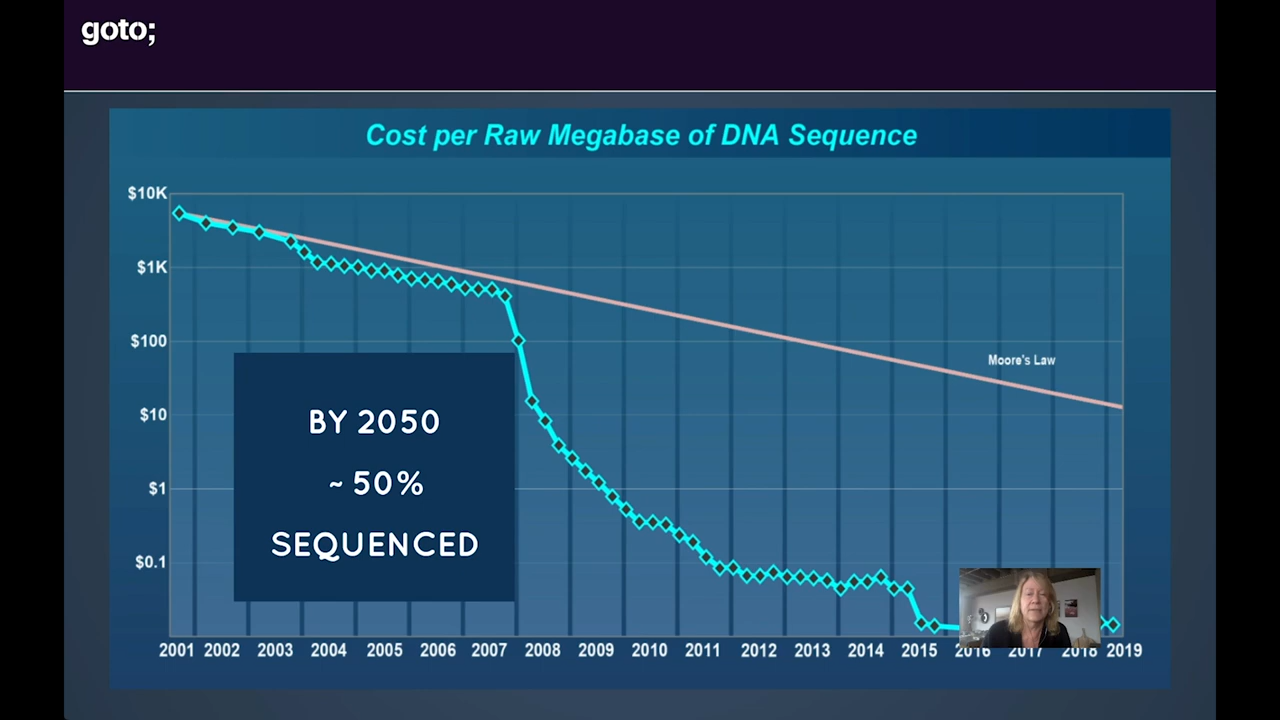 goto;
Cost per Raw Megabase of DNA Sequence
$10K
$1K
$100
$10
$1
$0.1
Moore's Law
BY 2050
~ 50%
SEQUENCED
2001 2002 2003 2004 2005 2006 2007 2008 2009 2010 2011 2012 2013 2014 2015 2016 2017 2018 2019